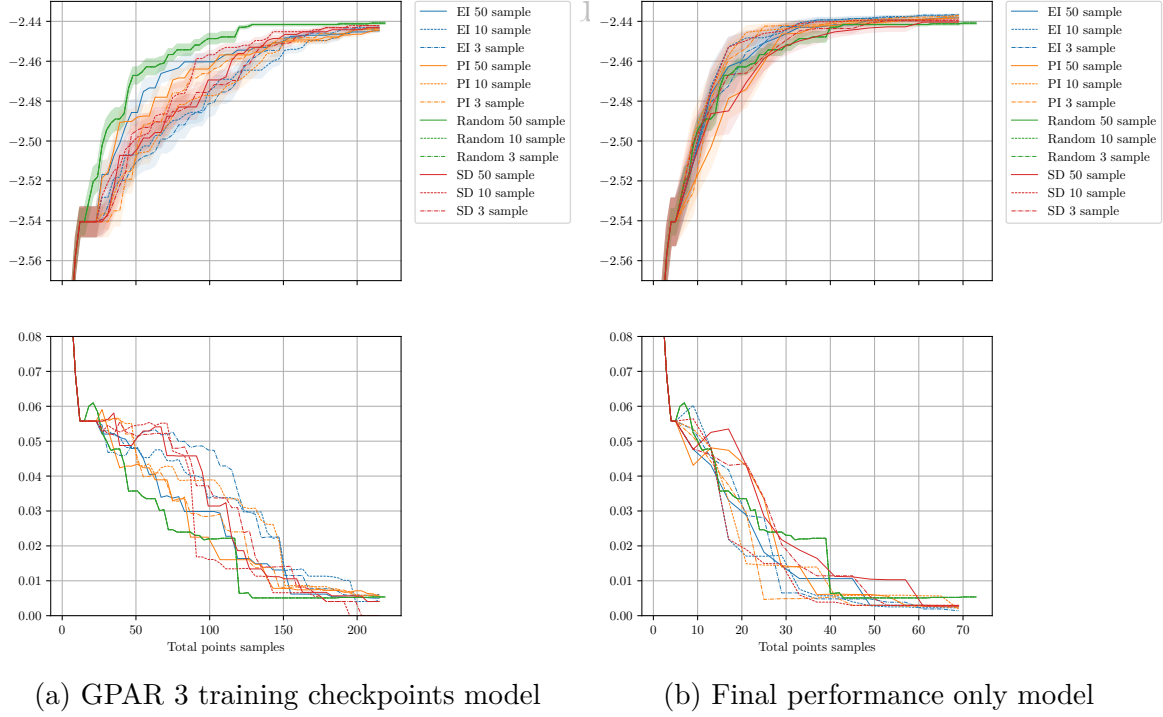 d
−2.44
−2.46
−2.48
−2.50
−2.52
−2.54
−2.56
EI 50 sample
EI 10 sample
EI 3 sample
PI 50 sample
PI 10 sample
PI 3 sample
Random 50 sample
Random 10 sample
Random 3 sample
SD 50 sample
SD 10 sample
SD 3 sample
−2.44
−2.46
−2.48
−2.50
−2.52
−2.54
−2.56
EI 50 sample
EI 10 sample
EI 3 sample
PI 50 sample
PI 10 sample
PI 3 sample
Random 50 sample
Random 10 sample
Random 3 sample
SD 50 sample
SD 10 sample
SD 3 sample
0.08
0.07
0.06
0.05
0.04
0.03
0.02
0.01
0.00
0 50 100 150 200
Total points samples
0.08
0.07
0.06
0.05
0.04
0.03
0.02
0.01
0.00
0 10 20 30 40 50 60 70
Total points samples
(a) GPAR 3 training checkpoints model
(b) Final performance only model